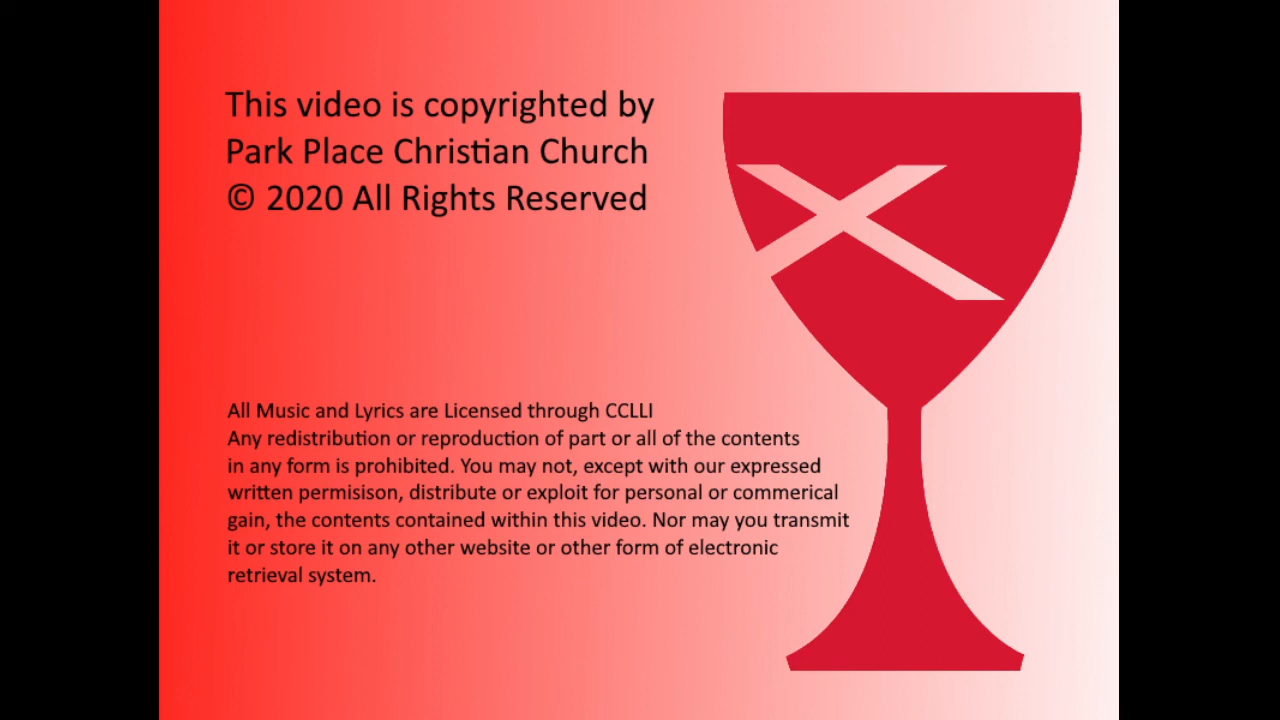 This video is copyrighted by
Park Place Christian Church
© 2020 All Rights Reserved
All Music and Lyrics are Licensed through CCLLI
Any redistribution or reproduction of part or all of the contents
in any form is prohibited. You may not, except with our expressed
written permisison, distribute or exploit for personal or commerical
gain, the contents contained within this video. Nor may you transmit
it or store it on any other website or other form of electronic
retrieval system.